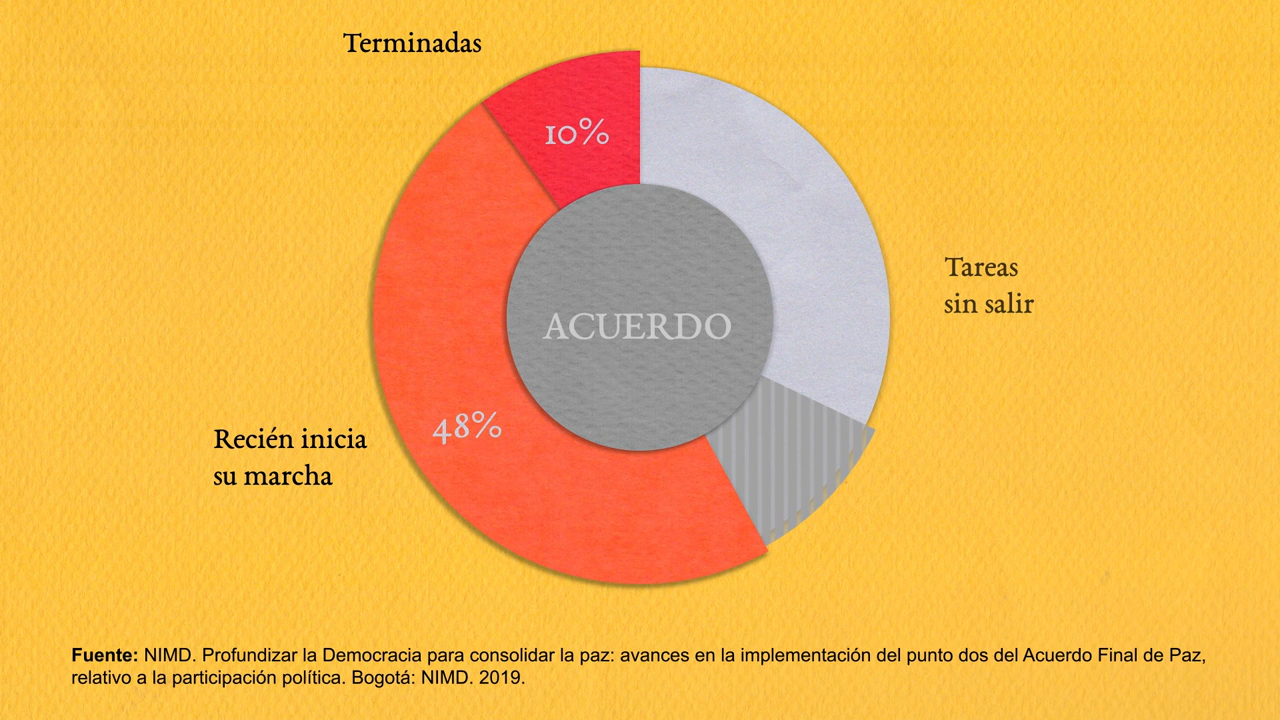 Terminadas
10%
Tareas
sin salir
ACUERDO
48%
Recién inicia
su marcha
Fuente: NIMD. Profundizar la Democracia para consolidar la paz: avances en la implementación del punto dos del Acuerdo Final de Paz,
relativo a la participación política. Bogotá: NIMD. 2019.